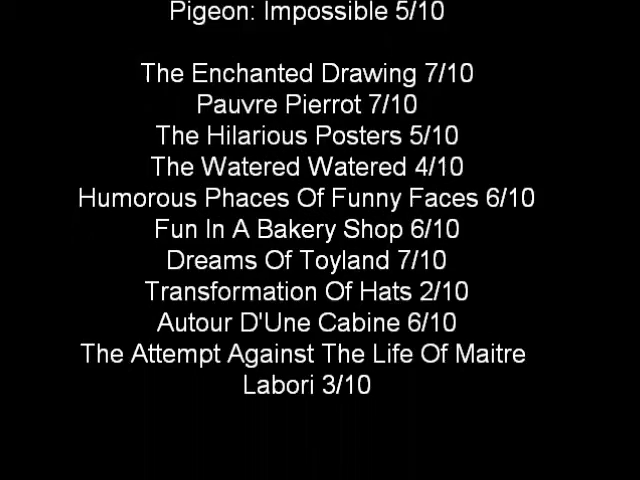 Pigeon: Impossible 5/10
The Enchanted Drawing 7/10
Pauvre Pierrot 7/10
The Hilarious Posters 5/10
The Watered Watered 4/10
Humorous Phaces Of Funny Faces 6/10
Fun In A Bakery Shop 6/10
Dreams Of Toyland 7/10
Transformation Of Hats 2/10
Autour D'Une Cabine 6/10
The Attempt Against The Life Of Maitre
Labori 3/10